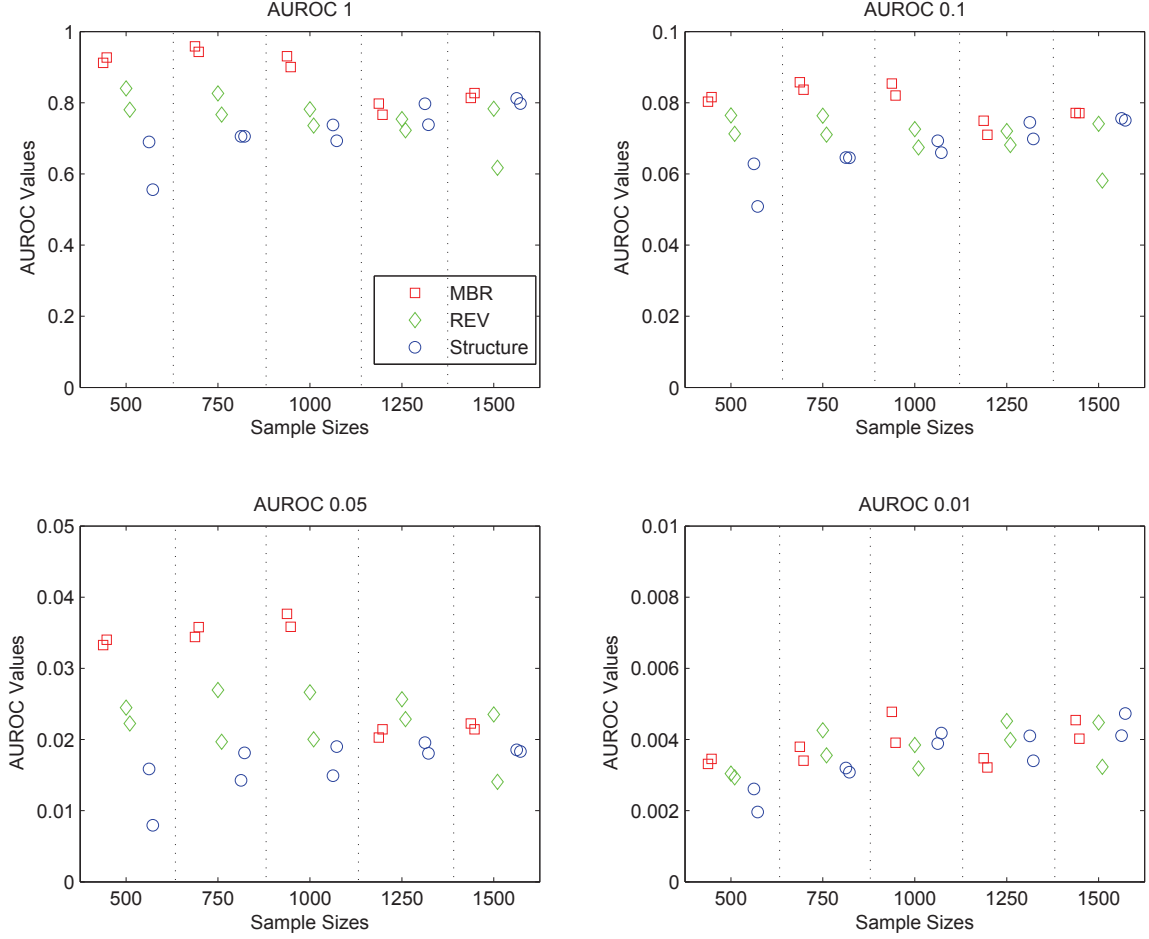 AUROC 1
1
0.8
0.6
0.4
0.2
0
AUROC Values
MBR
REV
Structure
500 750 1000 1250 1500
Sample Sizes
AUROC 0.1
0.1
0.08
0.06
0.04
0.02
0
AUROC Values
500 750 1000 1250 1500
Sample Sizes
AUROC 0.05
0.05
0.04
0.03
0.02
0.01
0
AUROC Values
500 750 1000 1250 1500
Sample Sizes
AUROC 0.01
0.01
0.008
0.006
0.004
0.002
0
AUROC Values
500 750 1000 1250 1500
Sample Sizes